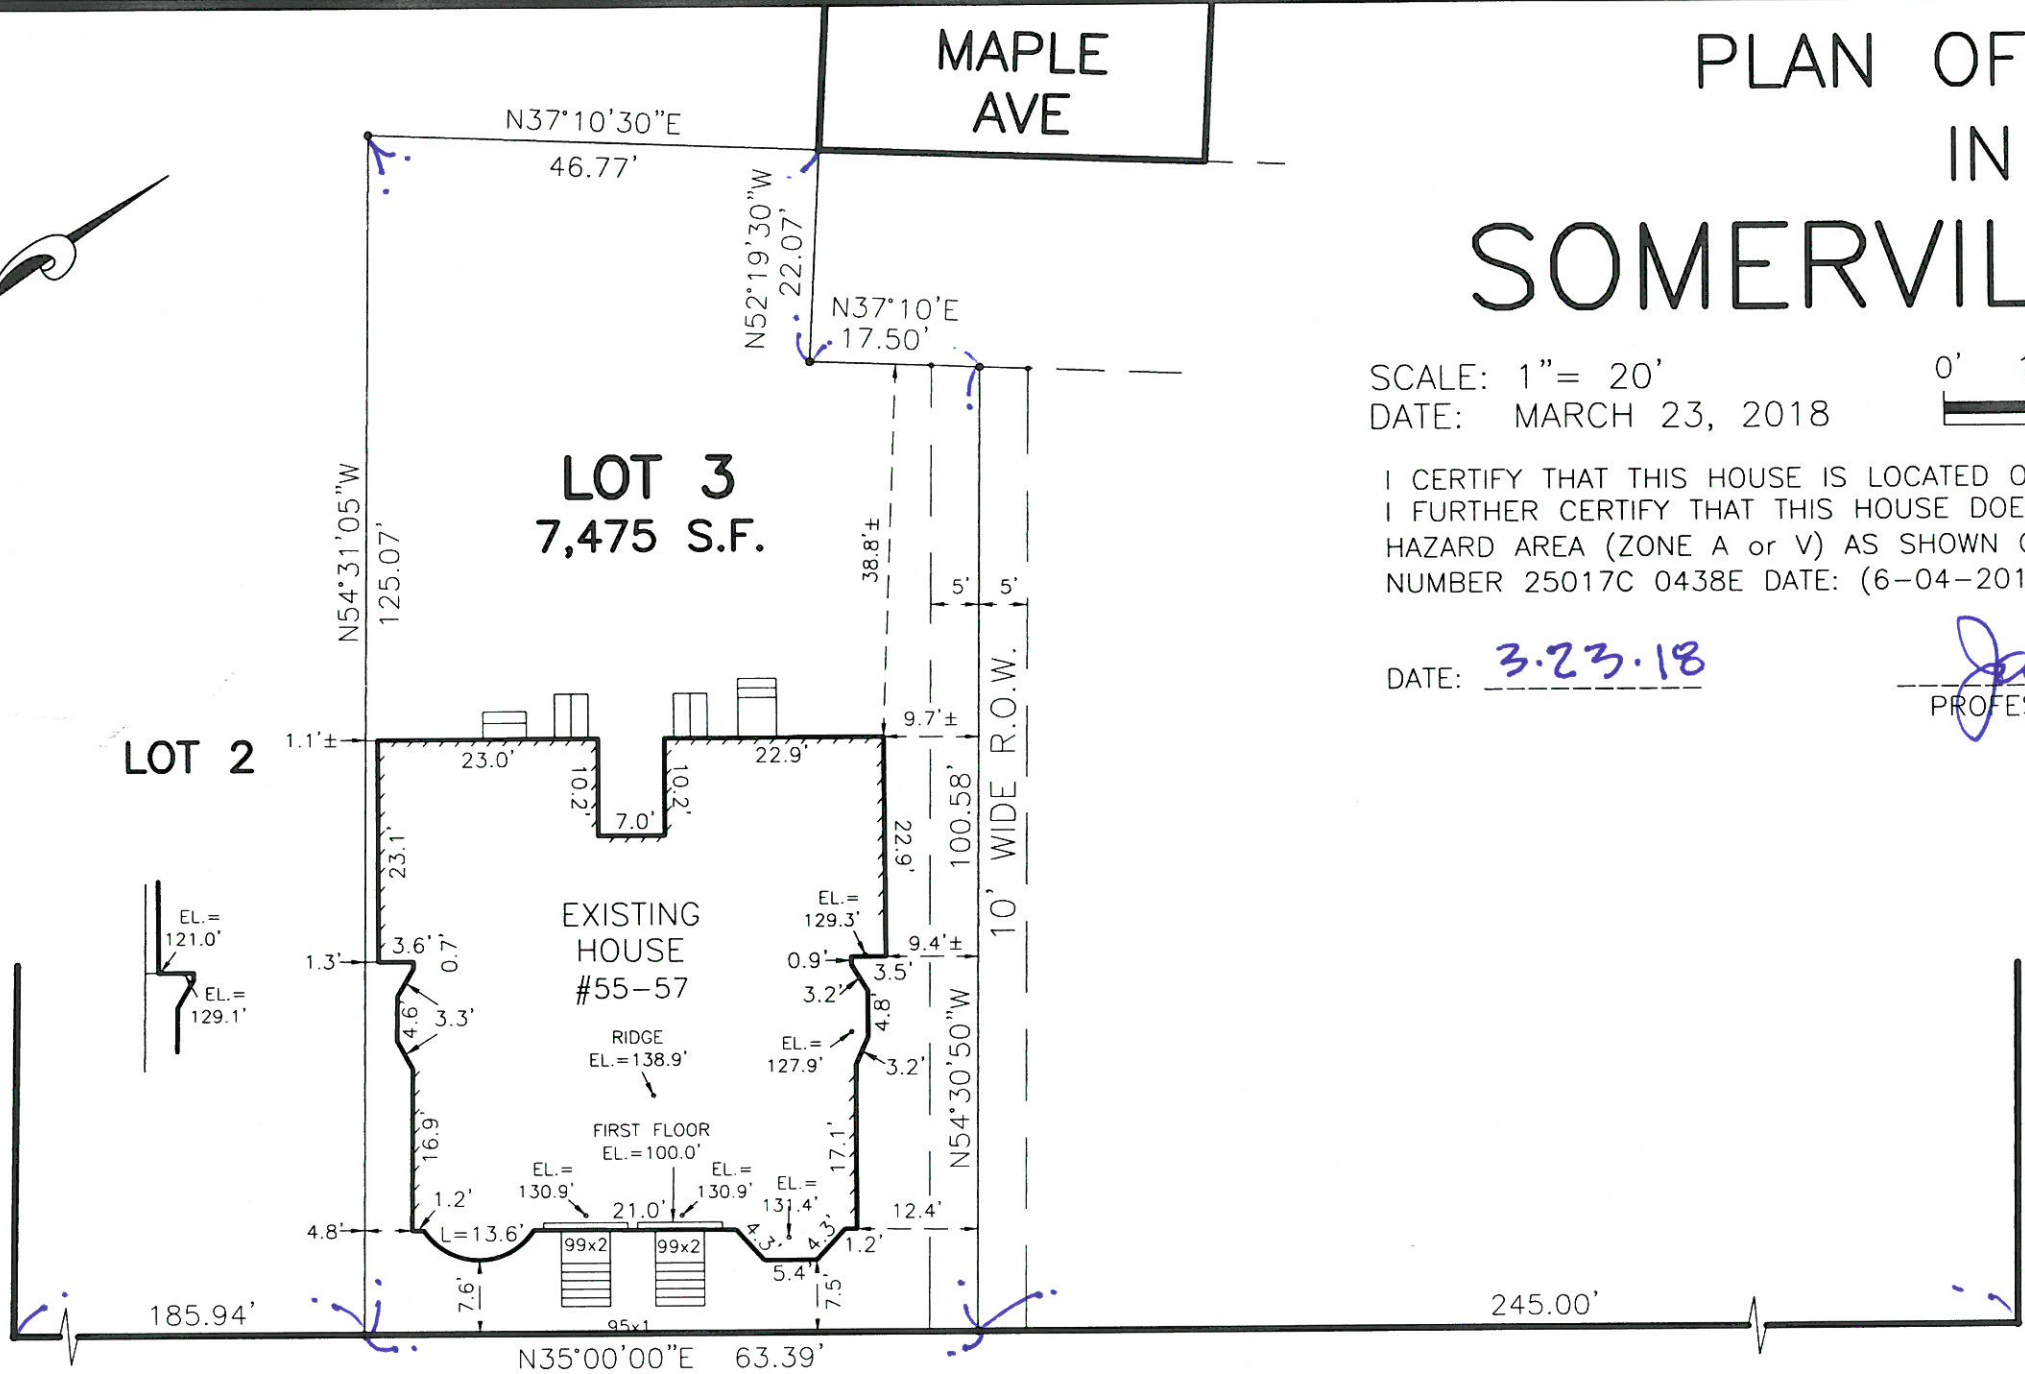 MAPLE
AVE
PLAN OF
IN
SOMERVIL
N37°10'30"E
46.77'
N52°19'30"W
22.07'
N37°10'E
17.50'
SCALE: 1"= 20'
DATE: MARCH 23, 2018
0'
I CERTIFY THAT THIS HOUSE IS LOCATED O
I FURTHER CERTIFY THAT THIS HOUSE DOE
HAZARD AREA (ZONE A or V) AS SHOWN
NUMBER 25017C 0438E DATE: (6-04-201
DATE: 3.23.18
PROFES
LOT 3
7,475 S.F.
N54°31'05"W
125.07'
38.8'±
5'
5'
10' WIDE R.O.W.
LOT 2
1.1'±
23.0'
10.2'
7.0'
10.2'
22.9'
9.7'±
100.58'
23.1'
22.9'
EL.=
121.0'
EL.=
129.1'
EXISTING
HOUSE
#55-57
EL.=
129.3'
9.4'±
1.3'
3.6'
0.7'
0.9'
3.5'
3.2'
4.6'
3.3'
4.8'
RIDGE
EL.=138.9'
EL.=
127.9'
3.2'
N54°30'50"W
16.9'
FIRST FLOOR
EL.=100.0'
17.1'
EL.=
130.9'
EL.=
130.9'
EL.=
131.4'
1.2'
21.0'
4.8'
L=13.6'
99x2
99x2
4.3'
4.3'
1.2'
12.4'
5.4'
7.6'
7.5'
185.94'
95x1
245.00'
N35°00'00"E 63.39'